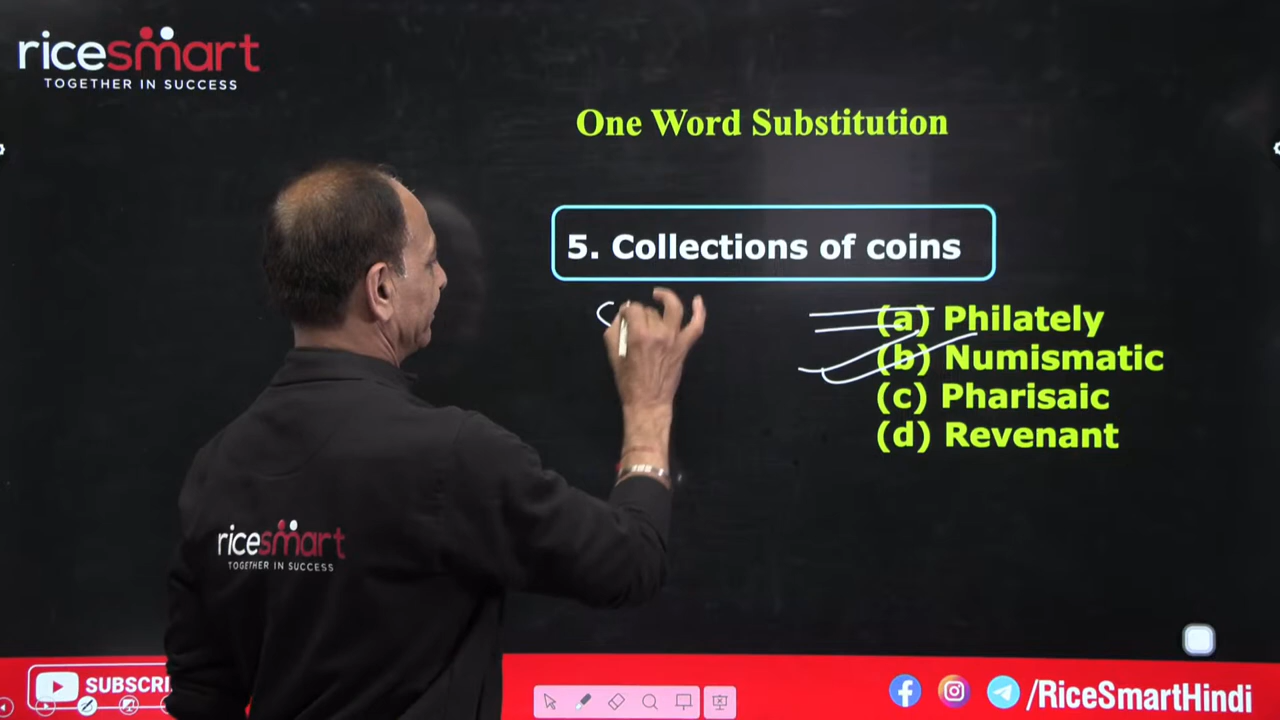 ricesmart
TOGETHER IN SUCCESS
One Word Substitution
5. Collections of coins
(a) Philately
(b) Numismatic
(c) Pharisaic
(d) Revenant
ricesmart
TOGETHER IN SUCCESS
SUBSCRI
/RiceSmartHindi